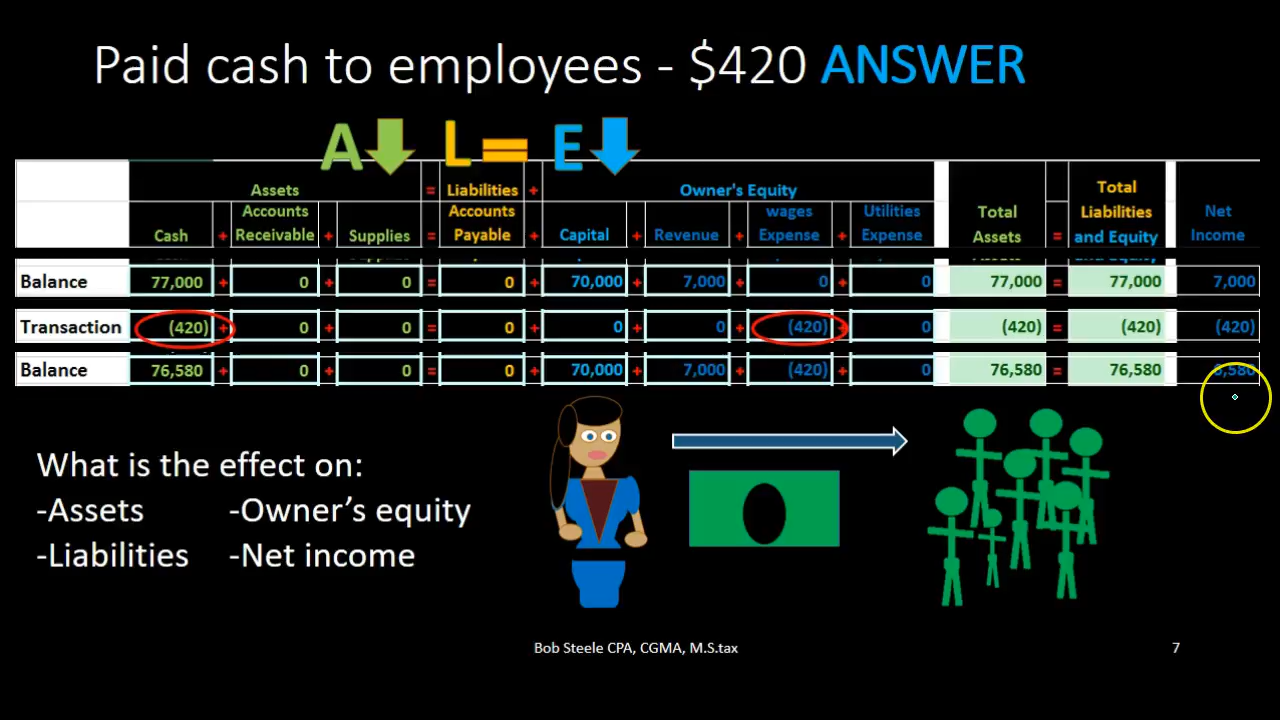 Paid cash to employees - $420 ANSWER
A L = E
Assets = Liabilities + Owner's Equity Total Assets = Total Liabilities and Equity Net Income
Cash + Accounts Receivable + Supplies = Accounts Payable + Capital + Revenue + wages Expense + Utilities Expense
Balance 77,000 + 0 + 0 = 0 + 70,000 + 7,000 + 0 + 0 77,000 = 77,000 7,000
Transaction (420) + 0 + 0 = 0 + 0 + 0 + (420) + 0 (420) = (420) (420)
Balance 76,580 + 0 + 0 = 0 + 70,000 + 7,000 + (420) + 0 76,580 = 76,580 6,580
What is the effect on:
-Assets -Owner’s equity
-Liabilities -Net income
Bob Steele CPA, CGMA, M.S.tax 7